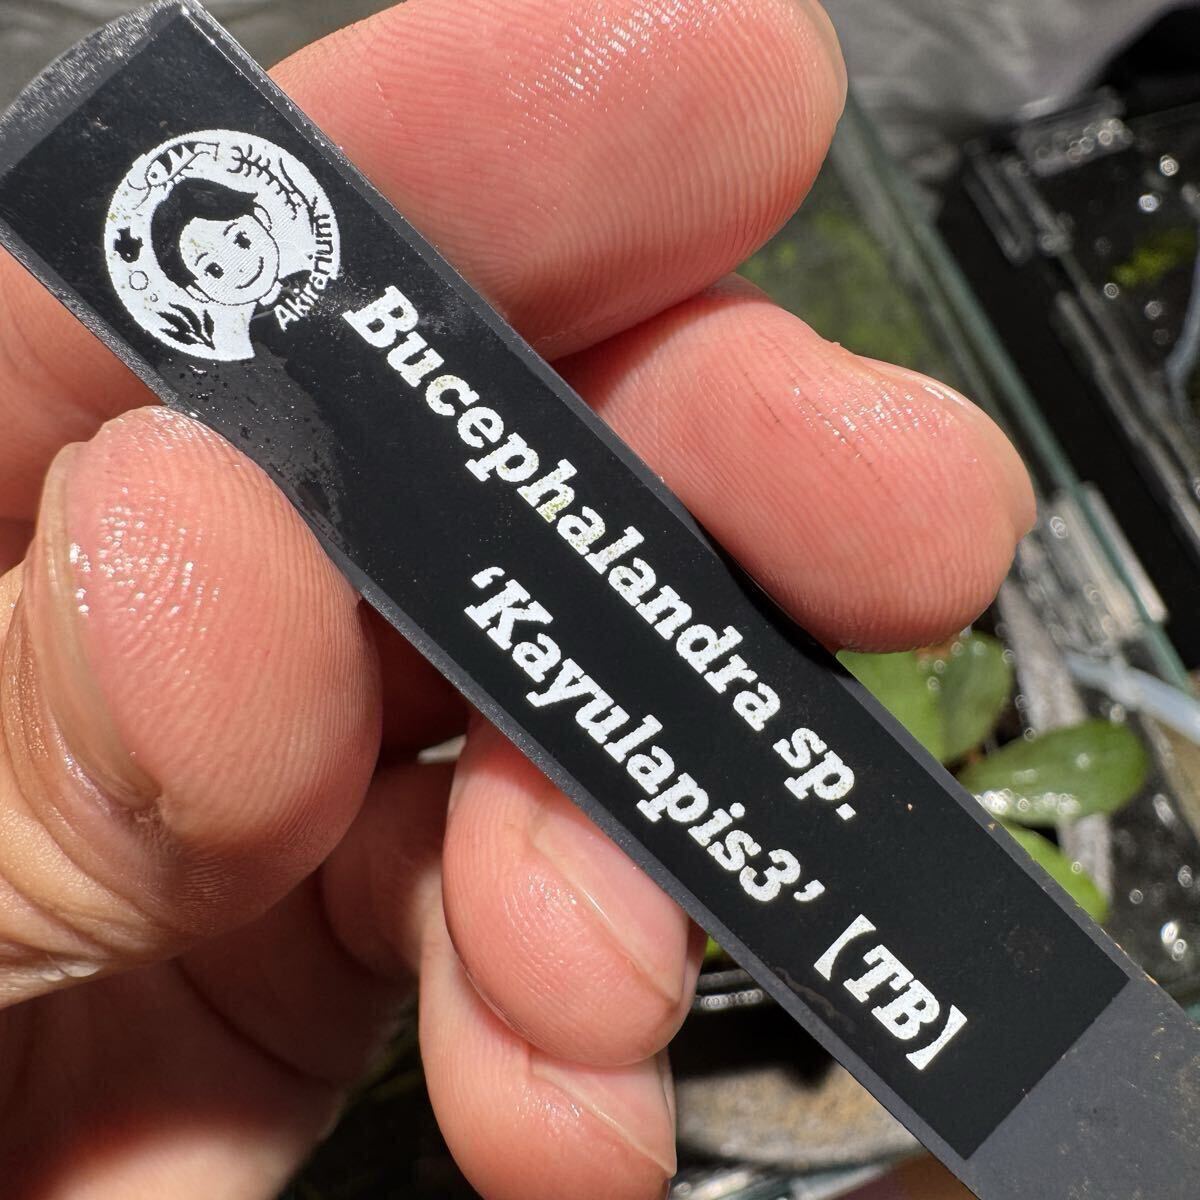 Akirarium
Bucephalandra sp.
‘Kayulapis3’【TB】